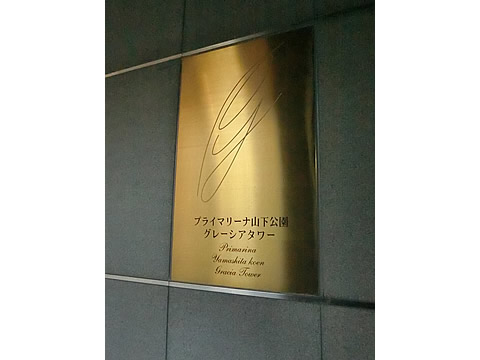 プライマリーナ山下公園
グレーシアタワー
Primarina
Yamashita koen
Gracia Tower